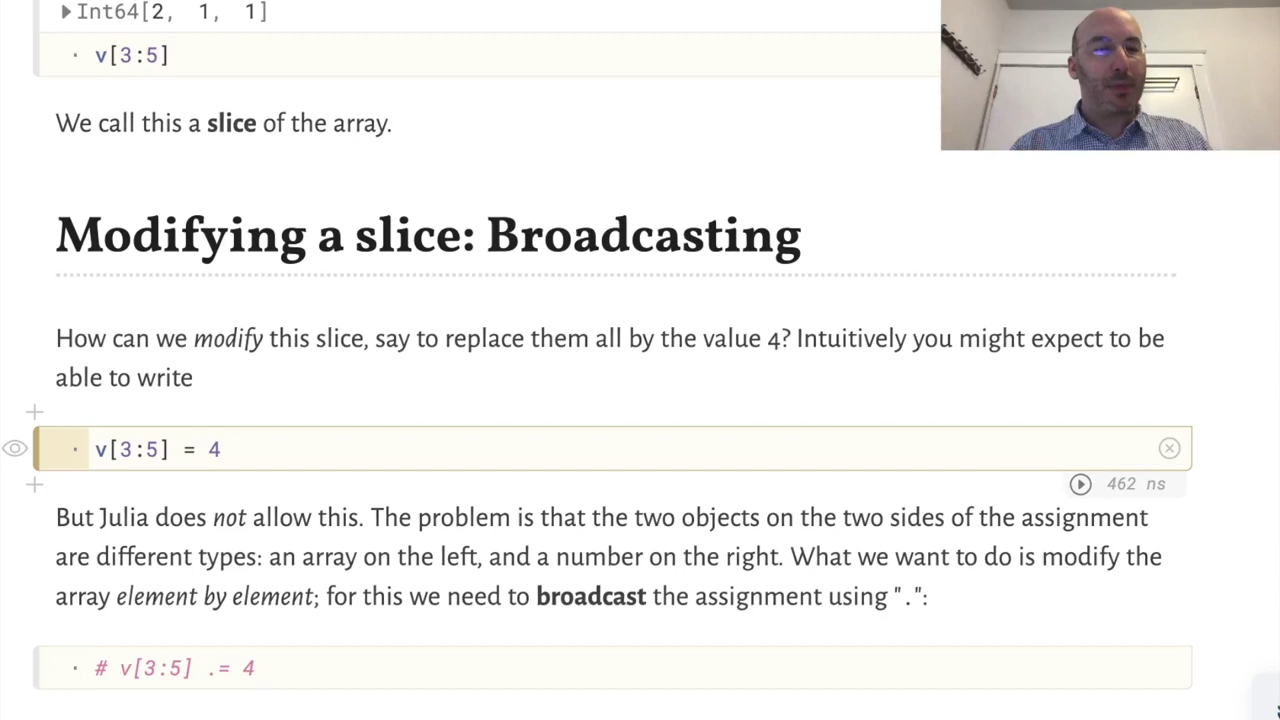 Int64[2, 1, 1]
v[3:5]
We call this a slice of the array.
Modifying a slice: Broadcasting
How can we modify this slice, say to replace them all by the value 4? Intuitively you might expect to be
able to write
v[3:5] = 4
462 ns
But Julia does not allow this. The problem is that the two objects on the two sides of the assignment
are different types: an array on the left, and a number on the right. What we want to do is modify the
array element by element; for this we need to broadcast the assignment using ".":
# v[3:5] .= 4